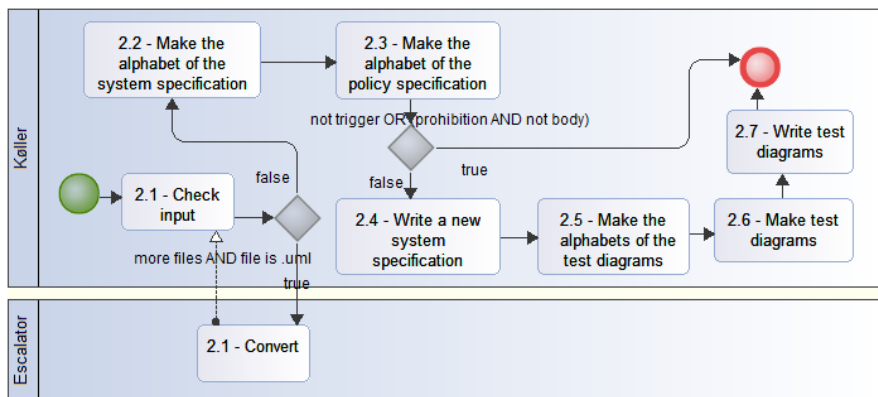 Køller
2.2 - Make the
alphabet of the
system specification
2.3 - Make the
alphabet of the
policy specification
not trigger OR (prohibition AND not body)
true
false
false
2.1 - Check
input
more files AND file is .uml
true
2.4 - Write a new
system
specification
2.5 - Make the
alphabets of the
test diagrams
2.6 - Make test
diagrams
2.7 - Write test
diagrams
Escalator
2.1 - Convert